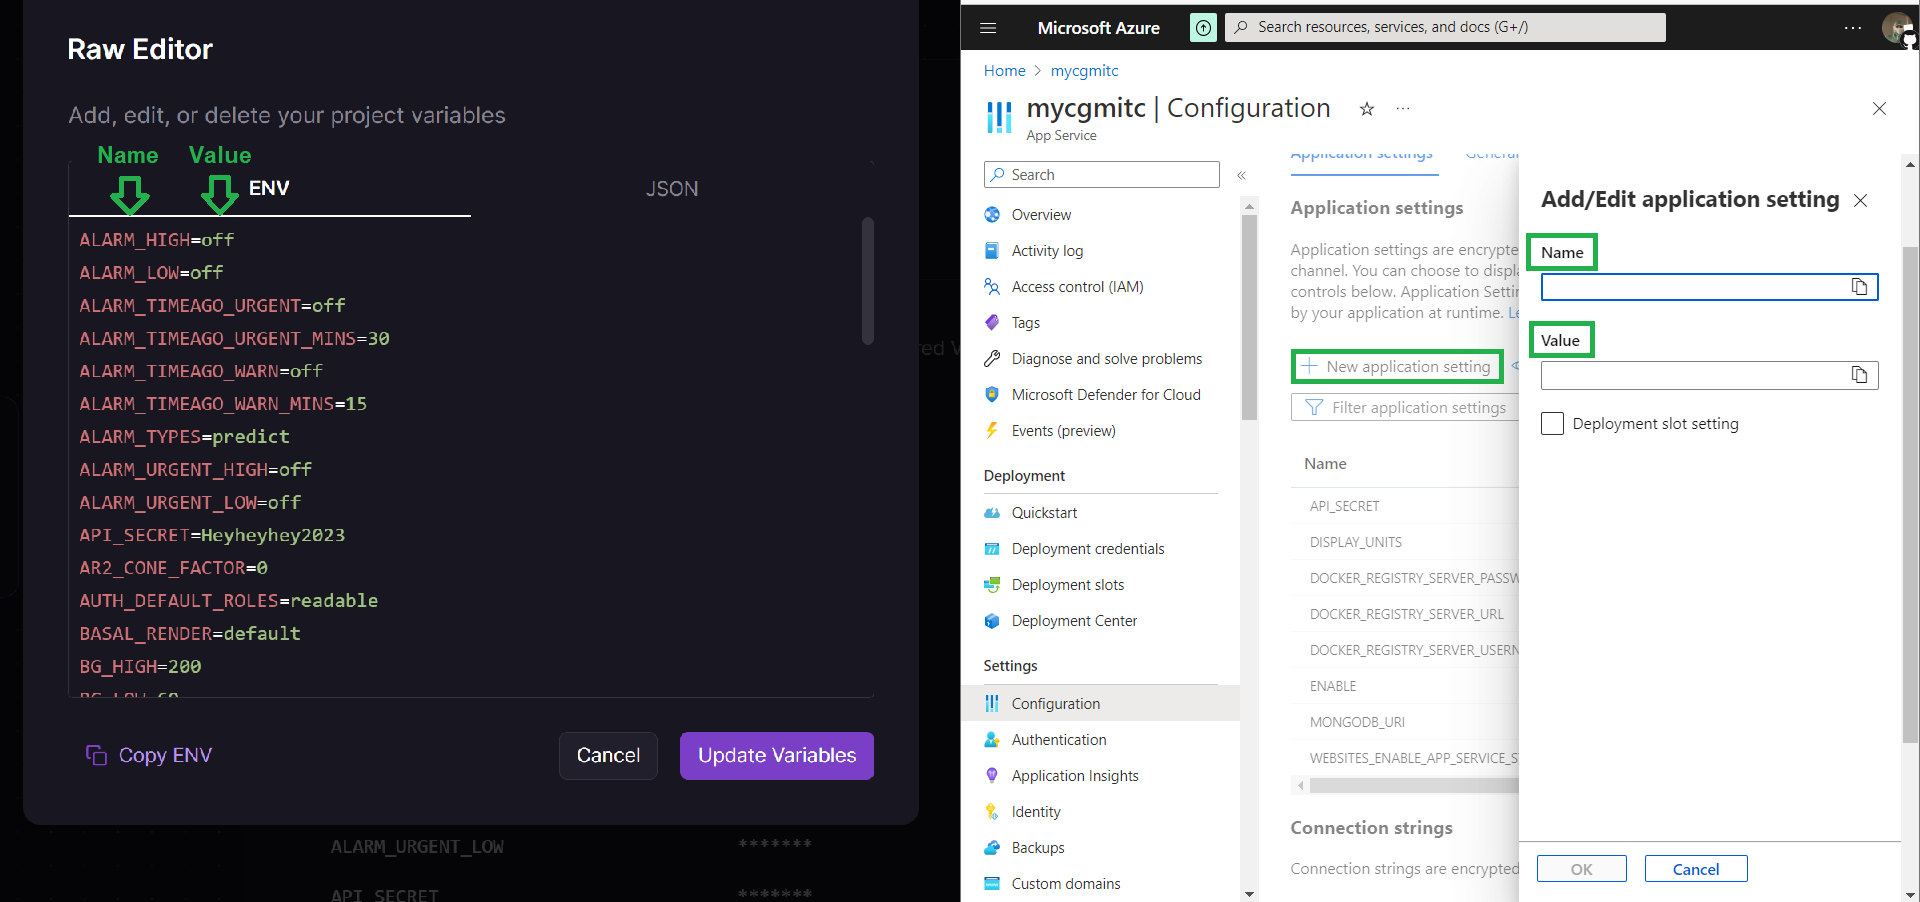 Raw Editor
Add, edit, or delete your project variables
Name Value
ENV JSON
ALARM_HIGH=off
ALARM_LOW=off
ALARM_TIMEAGO_URGENT=off
ALARM_TIMEAGO_URGENT_MINS=30
ALARM_TIMEAGO_WARN=off
ALARM_TIMEAGO_WARN_MINS=15
ALARM_TYPES=predict
ALARM_URGENT_HIGH=off
ALARM_URGENT_LOW=off
API_SECRET=Heyheyhey2023
AR2_CONE_FACTOR=0
AUTH_DEFAULT_ROLES=readable
BASAL_RENDER=default
BG_HIGH=200
Copy ENV
Cancel
Update Variables
ALARM_URGENT_LOW *******
API_SECRET *******
red V
Microsoft Azure
Search resources, services, and docs (G+/)
Home > mycgmitc
mycgmitc | Configuration
App Service
Search
Overview
Activity log
Access control (IAM)
Tags
Diagnose and solve problems
Microsoft Defender for Cloud
Events (preview)
Deployment
Quickstart
Deployment credentials
Deployment slots
Deployment Center
Settings
Configuration
Authentication
Application Insights
Identity
Backups
Custom domains
Application settings General
Application settings
Application settings are encrypte
channel. You can choose to displ
controls below. Application Settin
by your application at runtime. Le
New application setting
Filter application settings
Name
API_SECRET
DISPLAY_UNITS
DOCKER_REGISTRY_SERVER_PASSW
DOCKER_REGISTRY_SERVER_URL
DOCKER_REGISTRY_SERVER_USERN
ENABLE
MONGODB_URI
WEBSITES_ENABLE_APP_SERVICE_S
Connection strings
Connection strings are encrypted
Add/Edit application setting
Name
Value
Deployment slot setting
OK
Cancel